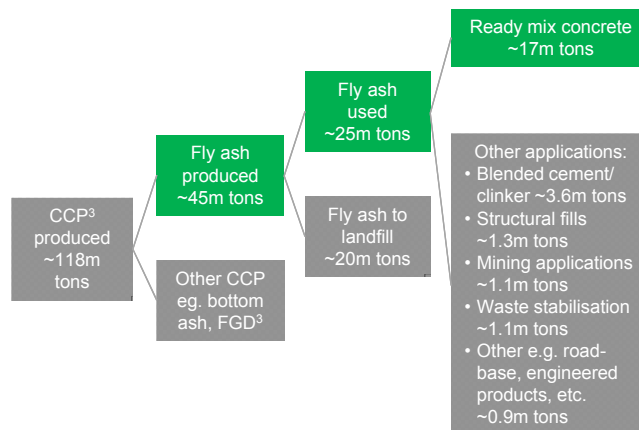 Ready mix concrete
~17m tons
Fly ash
used
~25m tons
Fly ash
produced
~45m tons
CCP³
produced
~118m
tons
Fly ash to
landfill
~20m tons
Other CCP
eg. bottom
ash, FGD³
Other applications:
• Blended cement/
clinker ~3.6m tons
• Structural fills
~1.3m tons
• Mining applications
~1.1m tons
• Waste stabilisation
~1.1m tons
• Other e.g. road-
base, engineered
products, etc.
~0.9m tons